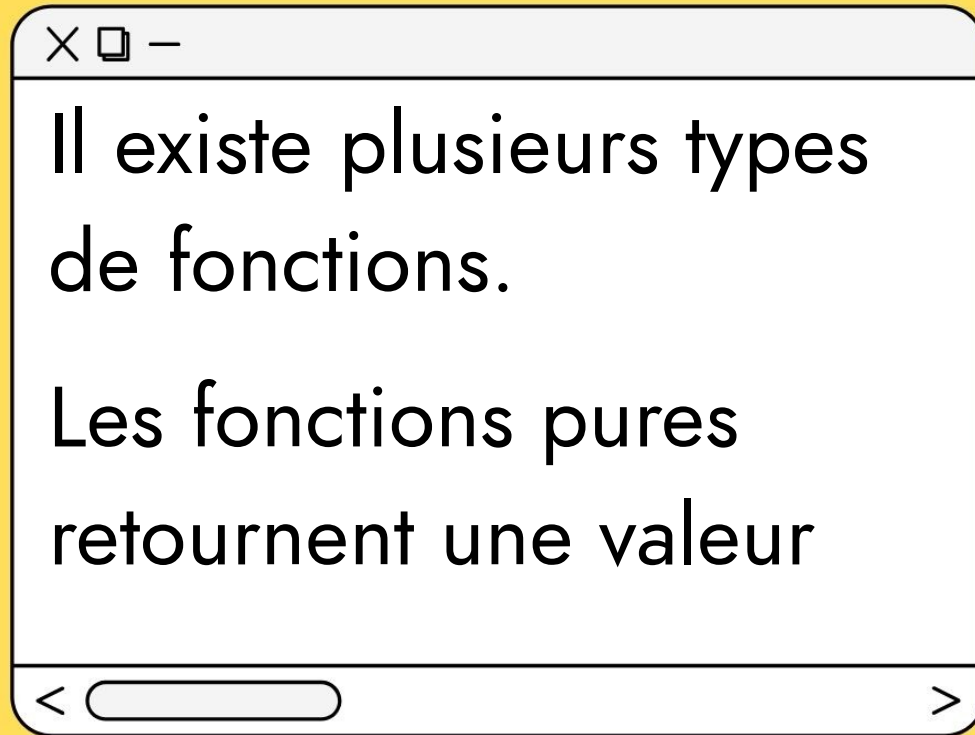 Il existe plusieurs types
de fonctions.
Les fonctions pures
retournent une valeur